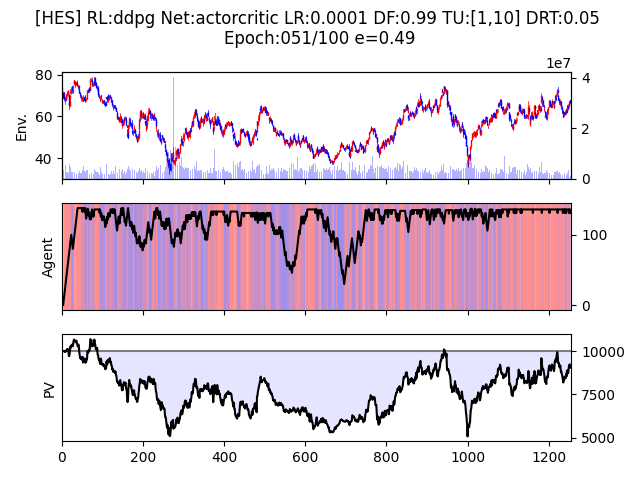 [HES] RL:ddpg Net:actorcritic LR:0.0001 DF:0.99 TU:[1,10] DRT:0.05
Epoch:051/100 e=0.49
1e7
80
60
40
Env.
4
2
0
Agent
100
0
PV
10000
7500
5000
0 200 400 600 800 1000 1200